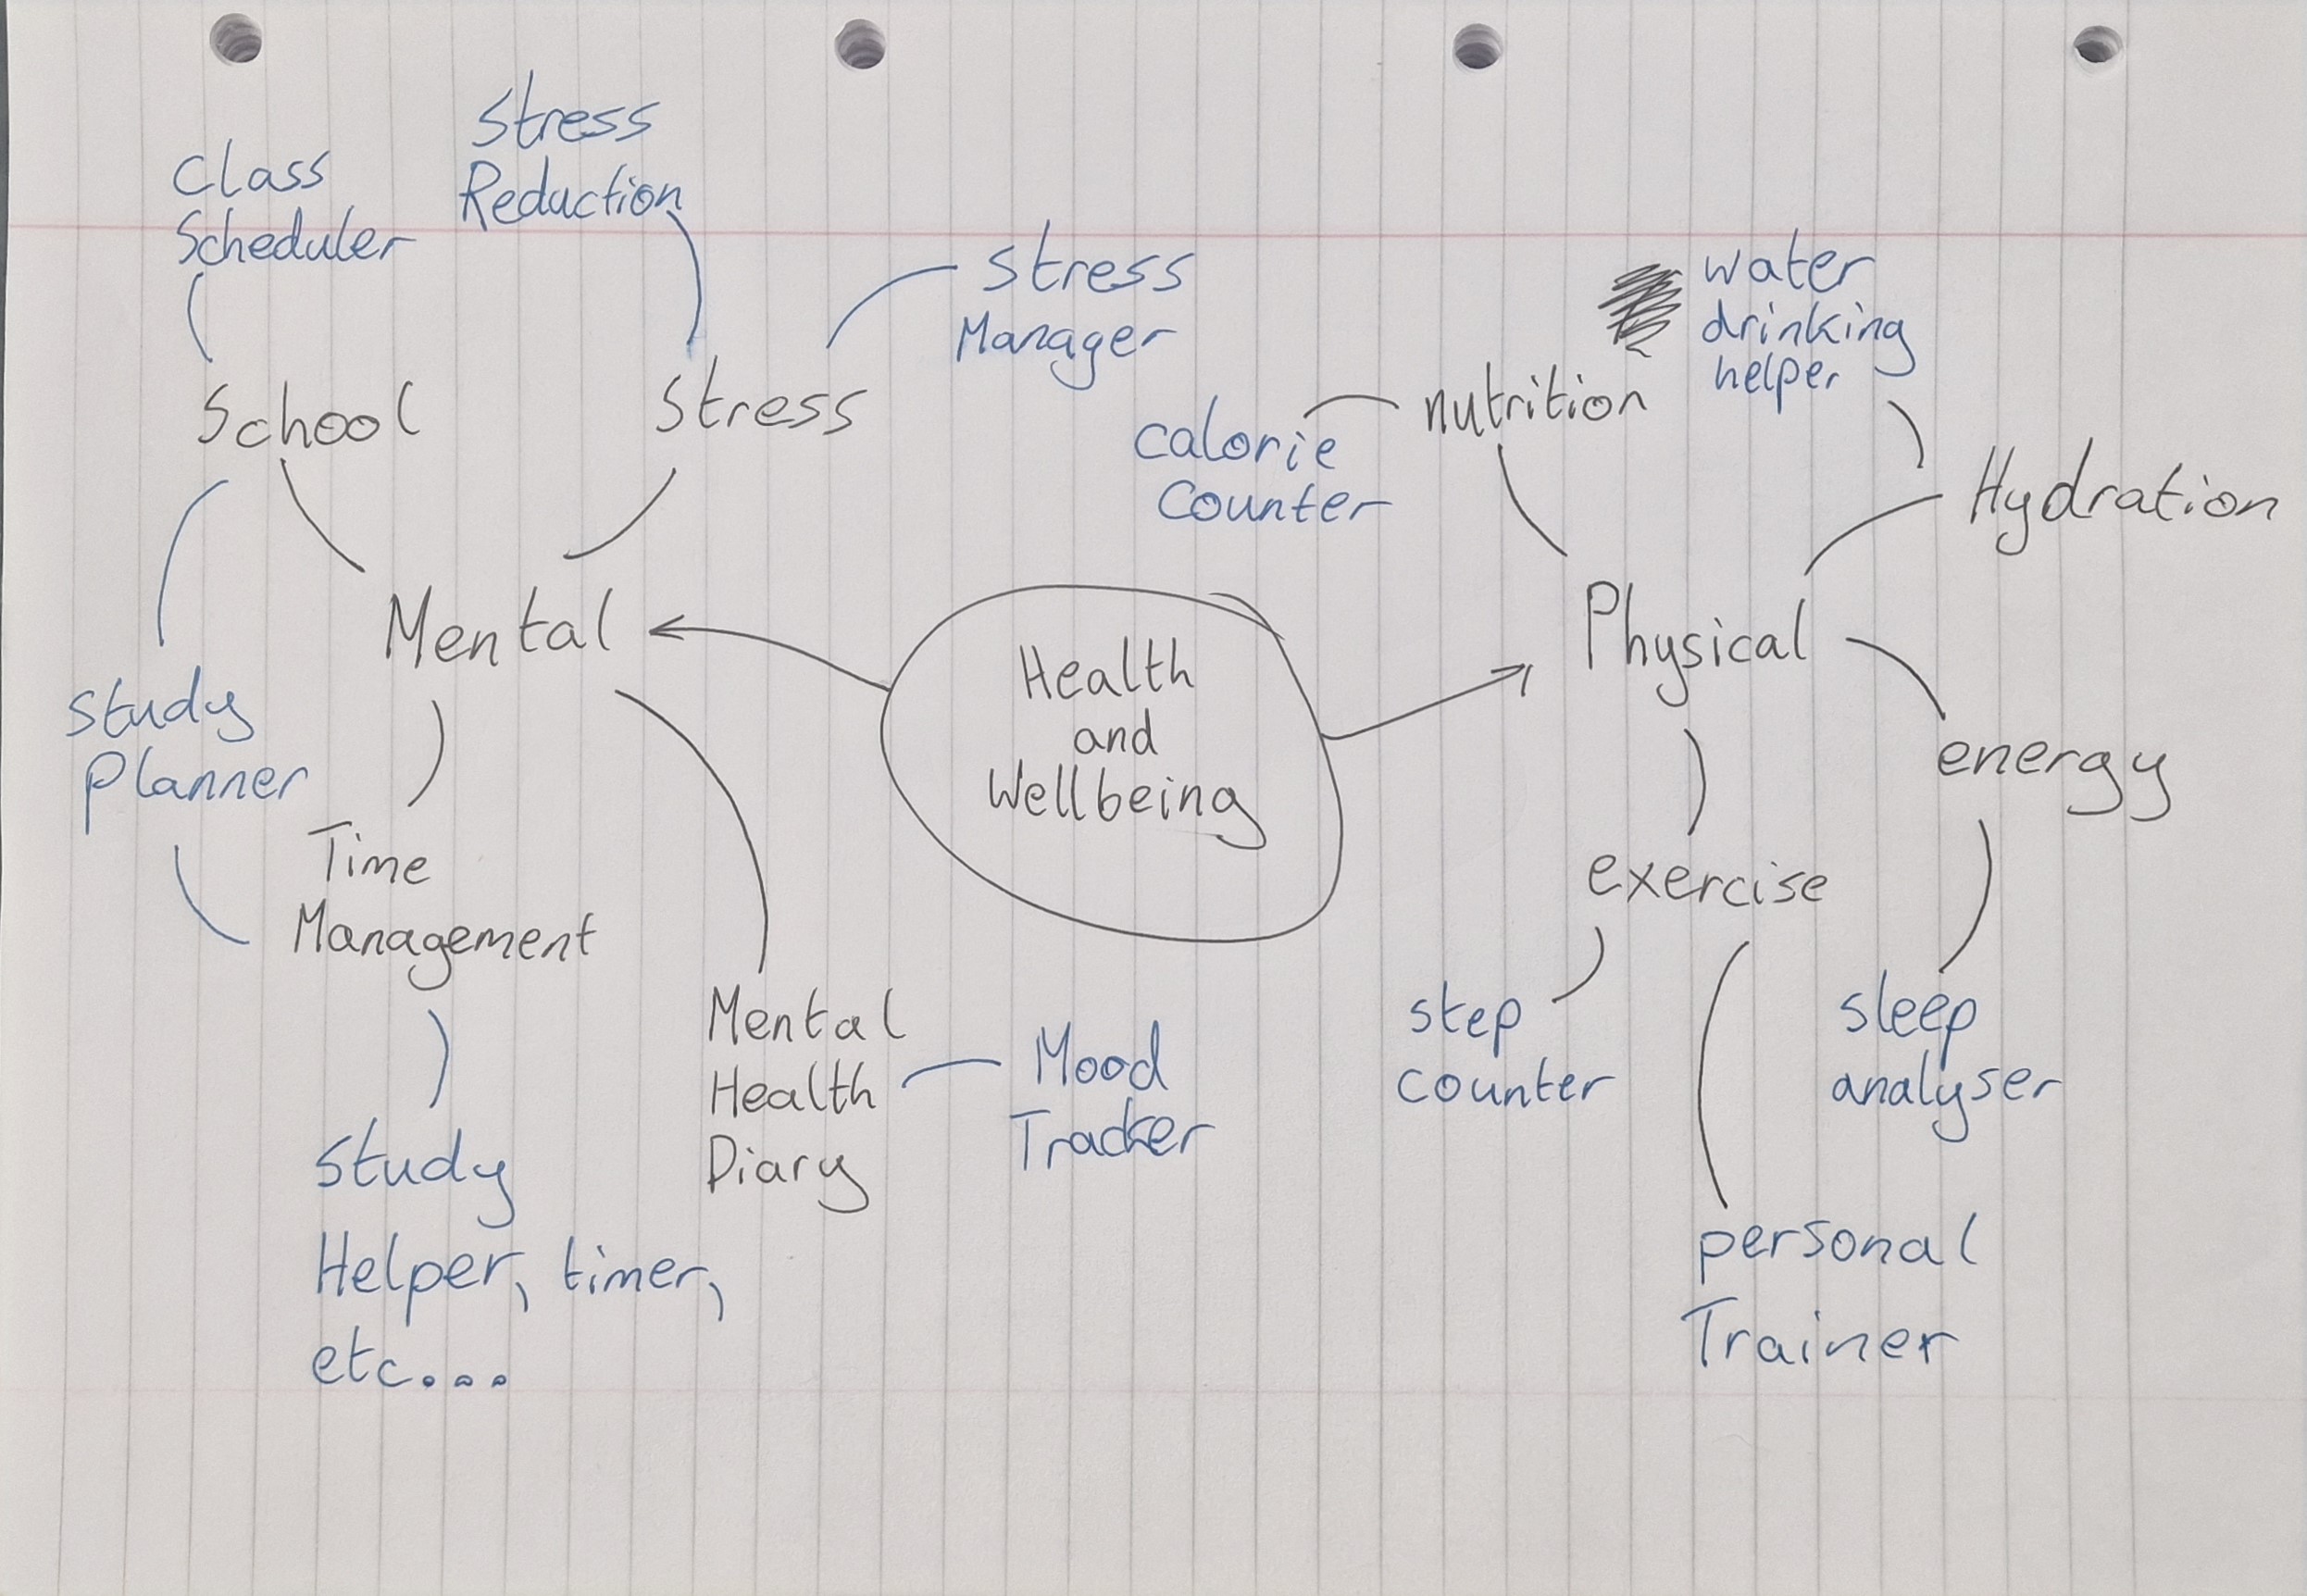 Stress
Reduction
Class
Scheduler
Stress
Manager
water
drinking
helper
School
Stress
calorie
Counter
nutrition
Hydration
Mental
Health
and
Wellbeing
Physical
Study
Planner
energy
Time
Management
exercise
Mental
Health
Diary
Mood
Tracker
step
counter
sleep
analyser
Study
Helper, timer,
etc....
personal
Trainer